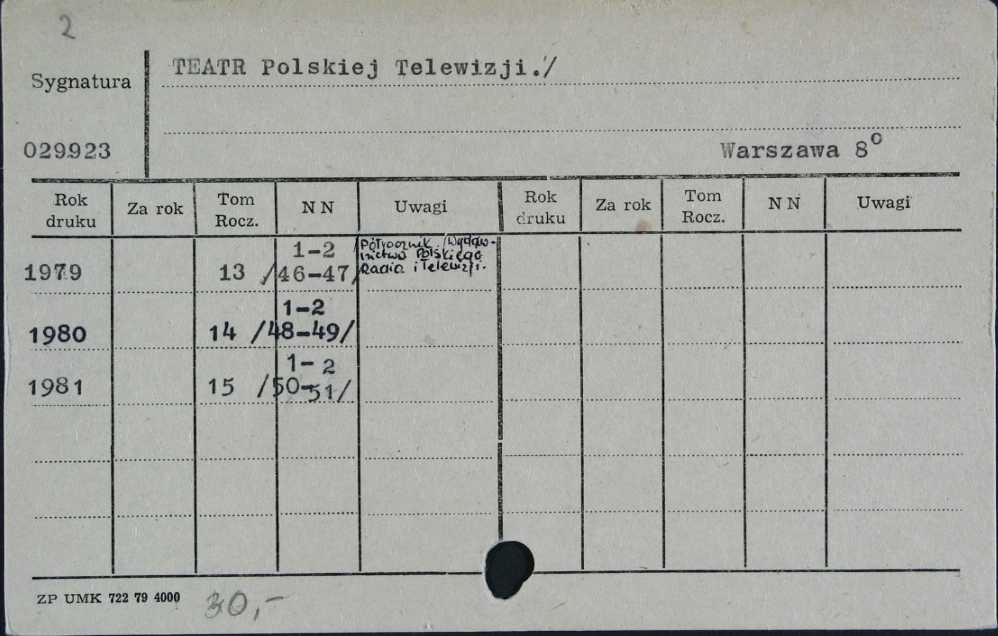 2
TEATR Polskiej Telewizji./
Sygnatura
029923
Warszawa 8°
Rok druku Za rok Tom Rocz. N N Uwagi Rok druku Za rok Tom Rocz. N N Uwagi
1-2
1979 13 /46-47/ Półrocznik. Wydaw-
nictwo Polskiego
Radia i Telewizji.
1-2
1980 14 /48-49/
1-2
1981 15 /50-51/
ZP UMK 722 79 4000
30,-